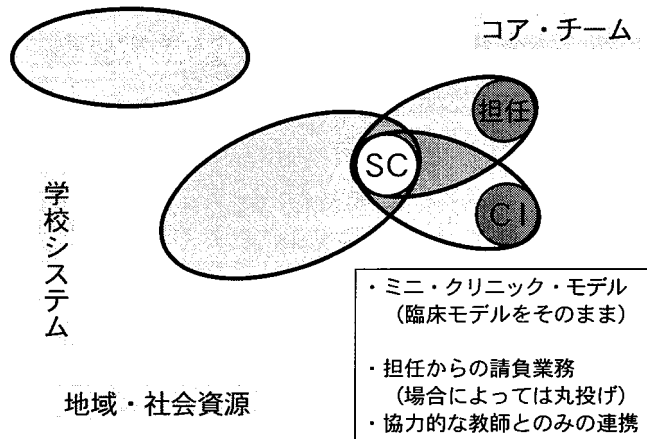 コア・チーム
担任
SC
CI
学校システム
・ミニ・クリニック・モデル
（臨床モデルをそのまま）
・担任からの請負業務
（場合によっては丸投げ）
・協力的な教師とのみの連携
地域・社会資源